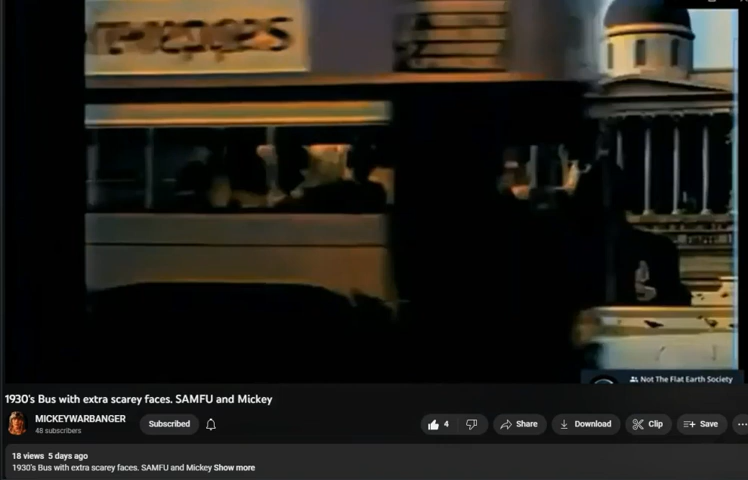 Not The Flat Earth Society
1930's Bus with extra scarey faces. SAMFU and Mickey
MICKEYWARBANGER
48 subscribers
Subscribed
4
Share
Download
Clip
Save
18 views 5 days ago
1930's Bus with extra scarey faces. SAMFU and Mickey Show more